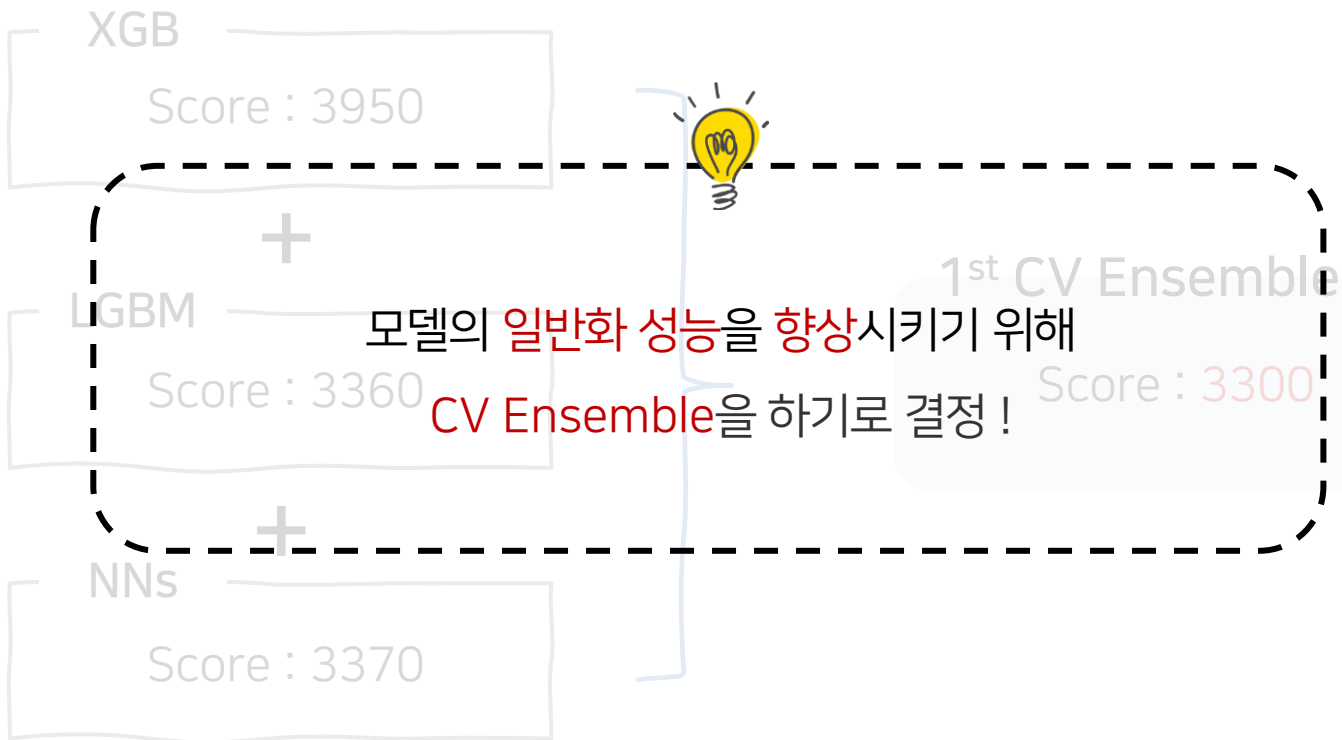 XGB
Score : 3950
+
LGBM
Score : 3360
+
NNs
Score : 3370
1st CV Ensemble
Score : 3300
모델의 일반화 성능을 향상시키기 위해
CV Ensemble을 하기로 결정 !